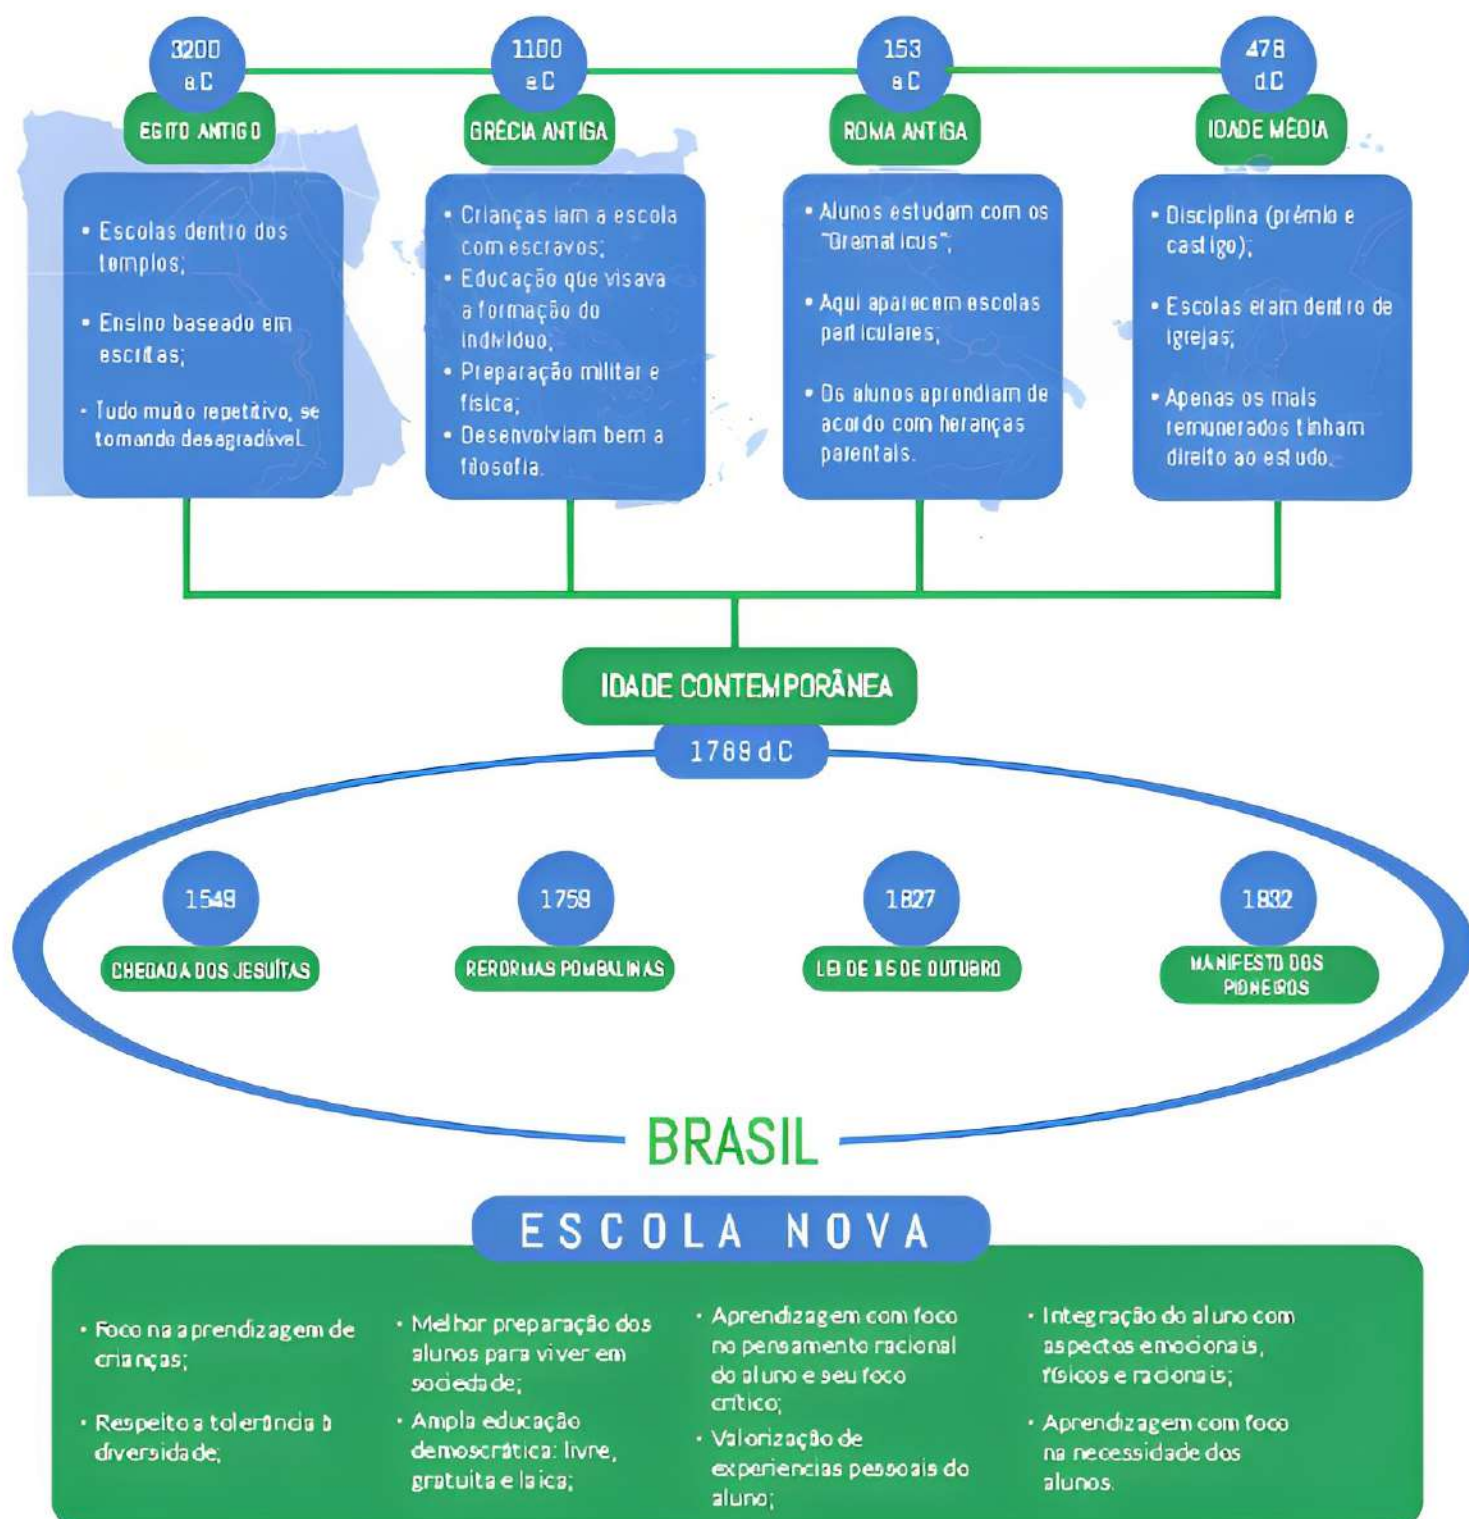 3200
a.C
EGITO ANTIGO
• Escolas dentro dos
templos;
• Ensino baseado em
escritas;
• Tudo muito repetitivo, se
tornando desagradável.
1100
a.C
GRÉCIA ANTIGA
• Crianças iam a escola
com escravos;
• Educação que visava
a formação do
indivíduo;
• Preparação militar e
física;
• Desenvolviam bem a
filosofia.
153
a.C
ROMA ANTIGA
• Alunos estudam com os
"Gramaticus";
• Aqui aparecem escolas
particulares;
• Os alunos aprendiam de
acordo com heranças
parentais.
476
d.C
IDADE MÉDIA
• Disciplina (prêmio e
castigo);
• Escolas eram dentro de
igrejas;
• Apenas os mais
remunerados tinham
direito ao estudo.
IDADE CONTEMPORÂNEA
1789 d.C
1549
CHEGADA DOS JESUÍTAS
1759
RERORMAS POMBALINAS
1827
LEI DE 15 DE OUTUBRO
1932
MANIFESTO DOS
PIONEIROS
BRASIL
ESCOLA NOVA
• Foco na aprendizagem de
crianças;
• Respeito a tolerância à
diversidade;
• Melhor preparação dos
alunos para viver em
sociedade;
• Ampla educação
demoscrática: livre,
gratuita e laica;
• Aprendizagem com foco
no pensamento racional
do aluno e seu foco
crítico;
• Valorização de
experiencias pessoais do
aluno;
• Integração do aluno com
aspectos emocionais,
físicos e racionais;
• Aprendizagem com foco
na necessidade dos
alunos.